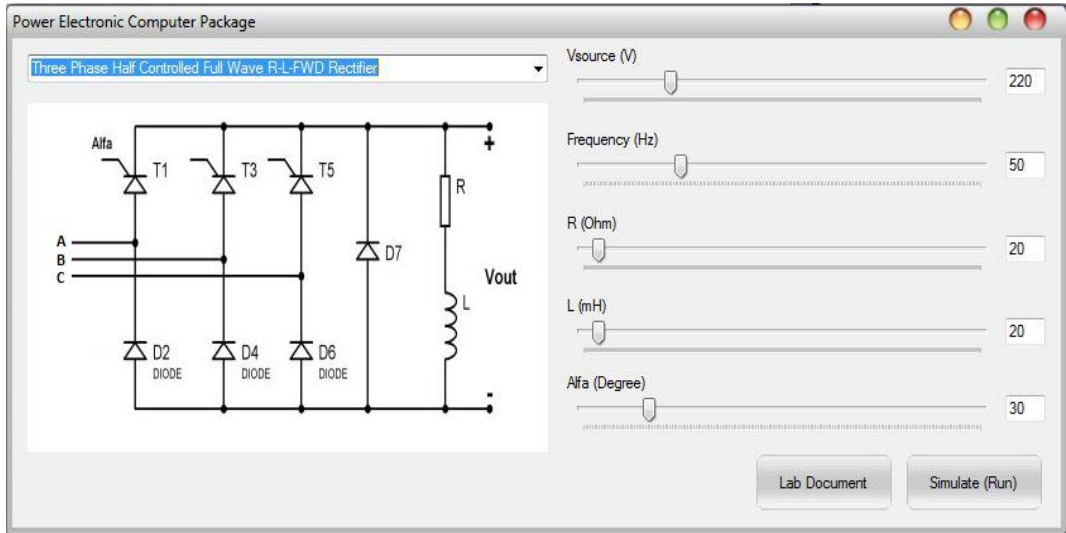 Power Electronic Computer Package
Three Phase Half Controlled Full Wave R-L-FWD Rectifier
Alfa
T1
T3
T5
+
R
A
B
C
D7
Vout
L
D2
DIODE
D4
DIODE
D6
DIODE
-
Vsource (V)
220
Frequency (Hz)
50
R (Ohm)
20
L (mH)
20
Alfa (Degree)
30
Lab Document
Simulate (Run)